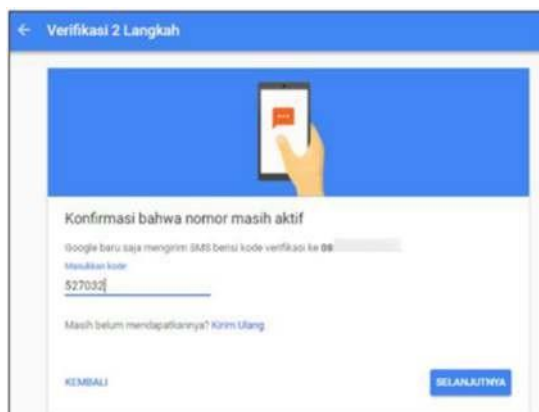 Verifikasi 2 Langkah
Konfirmasi bahwa nomor masih aktif
Google baru saja mengirim SMS berisi kode verifikasi ke 08
Masukkan kode
527032
Masih belum mendapatkannya? Kirim Ulang
KEMBALI
SELANJUTNYA